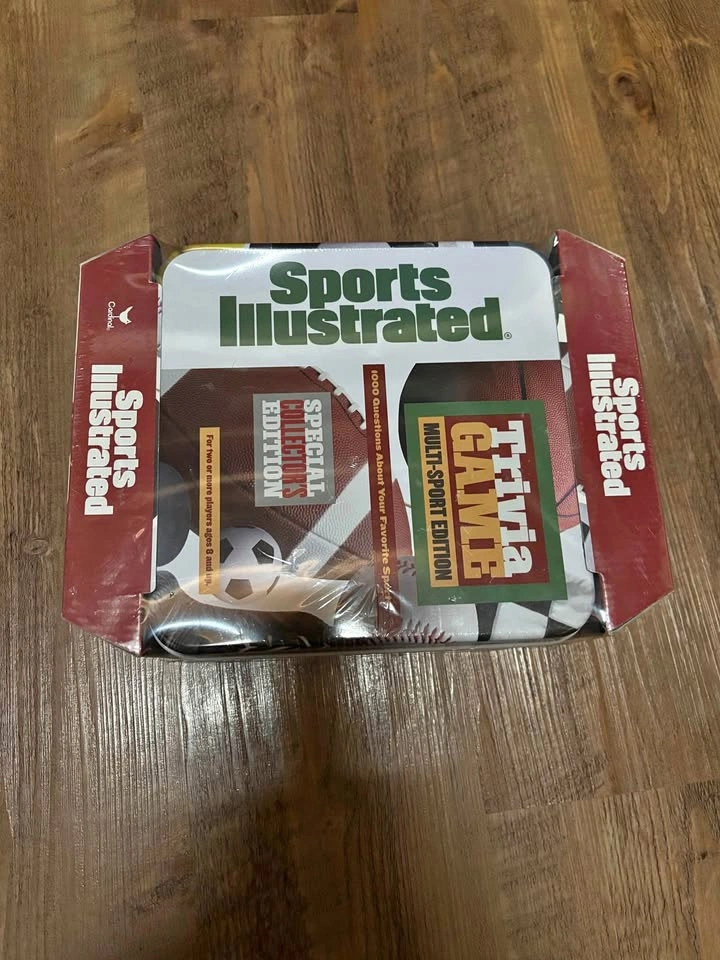 Sports
Illustrated®
Trivia
GAME
MULTI-SPORT EDITION
1000 Questions About Your Favorite Sports
SPECIAL
COLLECTOR'S
EDITION
For two or more players ages 8 and up.
Cardinal®
Sports
Illustrated
Sports
Illustrated